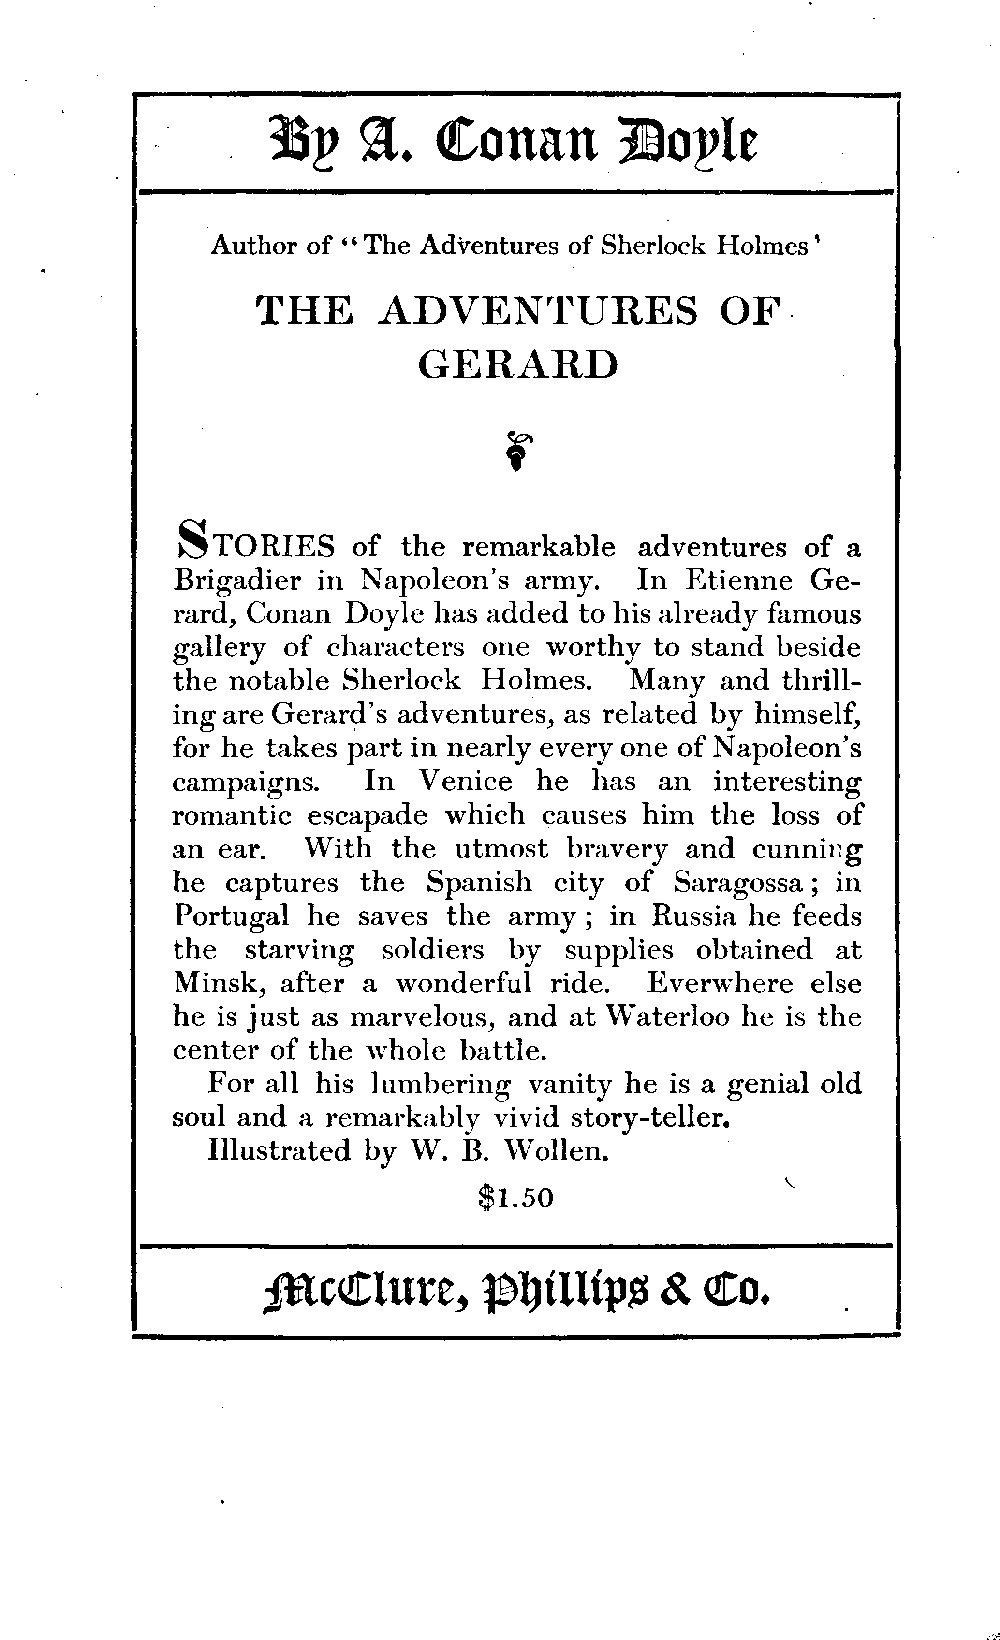 By A. Conan Doyle
Author of “The Adventures of Sherlock Holmes’
THE ADVENTURES OF
GERARD
STORIES of the remarkable adventures of a
Brigadier in Napoleon's army. In Etienne Ge-
rard, Conan Doyle has added to his already famous
gallery of characters one worthy to stand beside
the notable Sherlock Holmes. Many and thrill-
ing are Gerard's adventures, as related by himself,
for he takes part in nearly every one of Napoleon's
campaigns. In Venice he has an interesting
romantic escapade which causes him the loss of
an ear. With the utmost bravery and cunning
he captures the Spanish city of Saragossa; in
Portugal he saves the army; in Russia he feeds
the starving soldiers by supplies obtained at
Minsk, after a wonderful ride. Everwhere else
he is just as marvelous, and at Waterloo he is the
center of the whole battle.
For all his lumbering vanity he is a genial old
soul and a remarkably vivid story-teller.
Illustrated by W. B. Wollen.
$1.50
McClure, Phillips & Co.